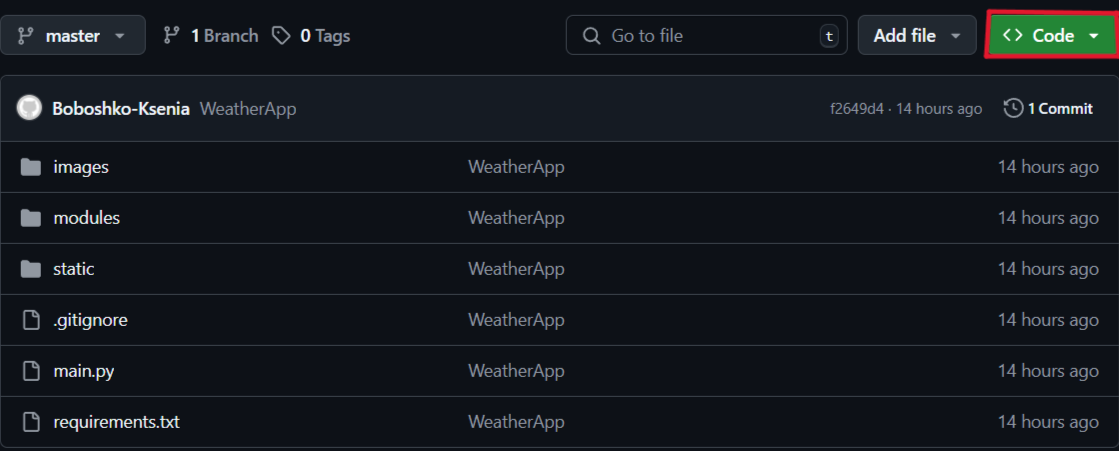 master 1 Branch 0 Tags Go to file t Add file Code
Boboshko-Ksenia WeatherApp f2649d4 · 14 hours ago 1 Commit
images WeatherApp 14 hours ago
modules WeatherApp 14 hours ago
static WeatherApp 14 hours ago
.gitignore WeatherApp 14 hours ago
main.py WeatherApp 14 hours ago
requirements.txt WeatherApp 14 hours ago